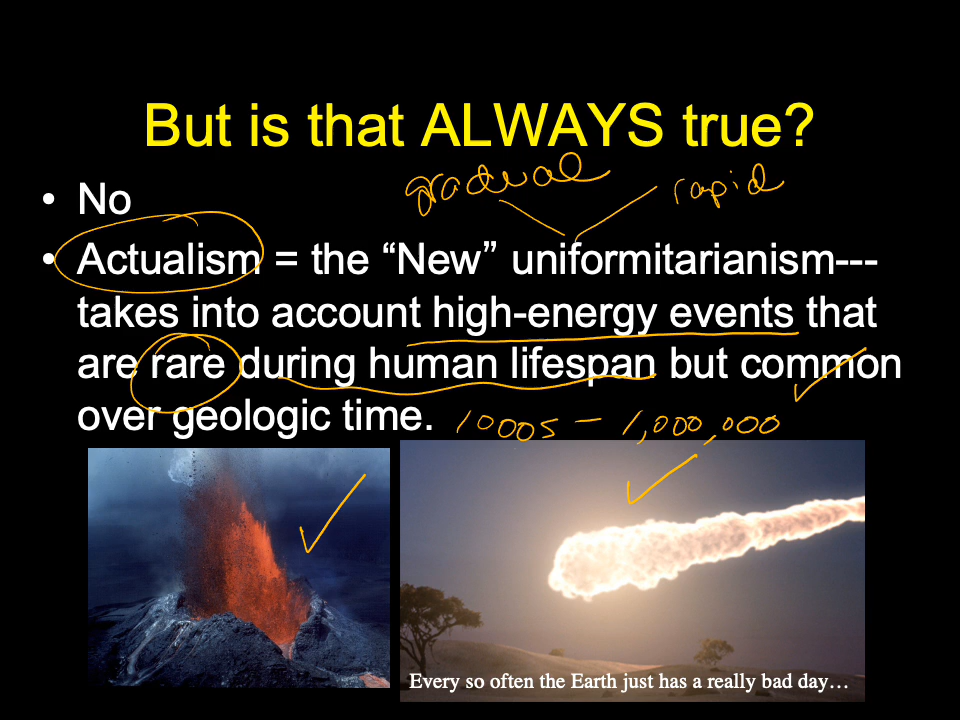 But is that ALWAYS true?
• No
gradual rapid
• Actualism = the “New” uniformitarianism---
takes into account high-energy events that
are rare during human lifespan but common
over geologic time.
1000s – 1,000,000
Every so often the Earth just has a really bad day…